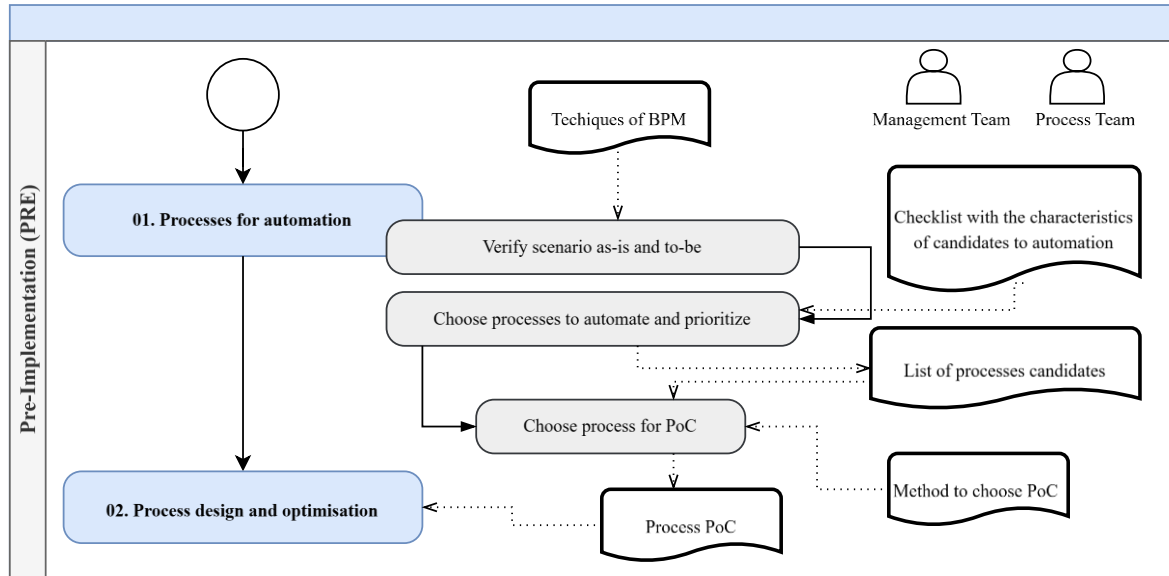 Pre-Implementation (PRE)
Techiques of BPM
Management Team
Process Team
01. Processes for automation
Checklist with the characteristics
of candidates to automation
Verify scenario as-is and to-be
Choose processes to automate and prioritize
List of processes candidates
Choose process for PoC
Method to choose PoC
02. Process design and optimisation
Process PoC